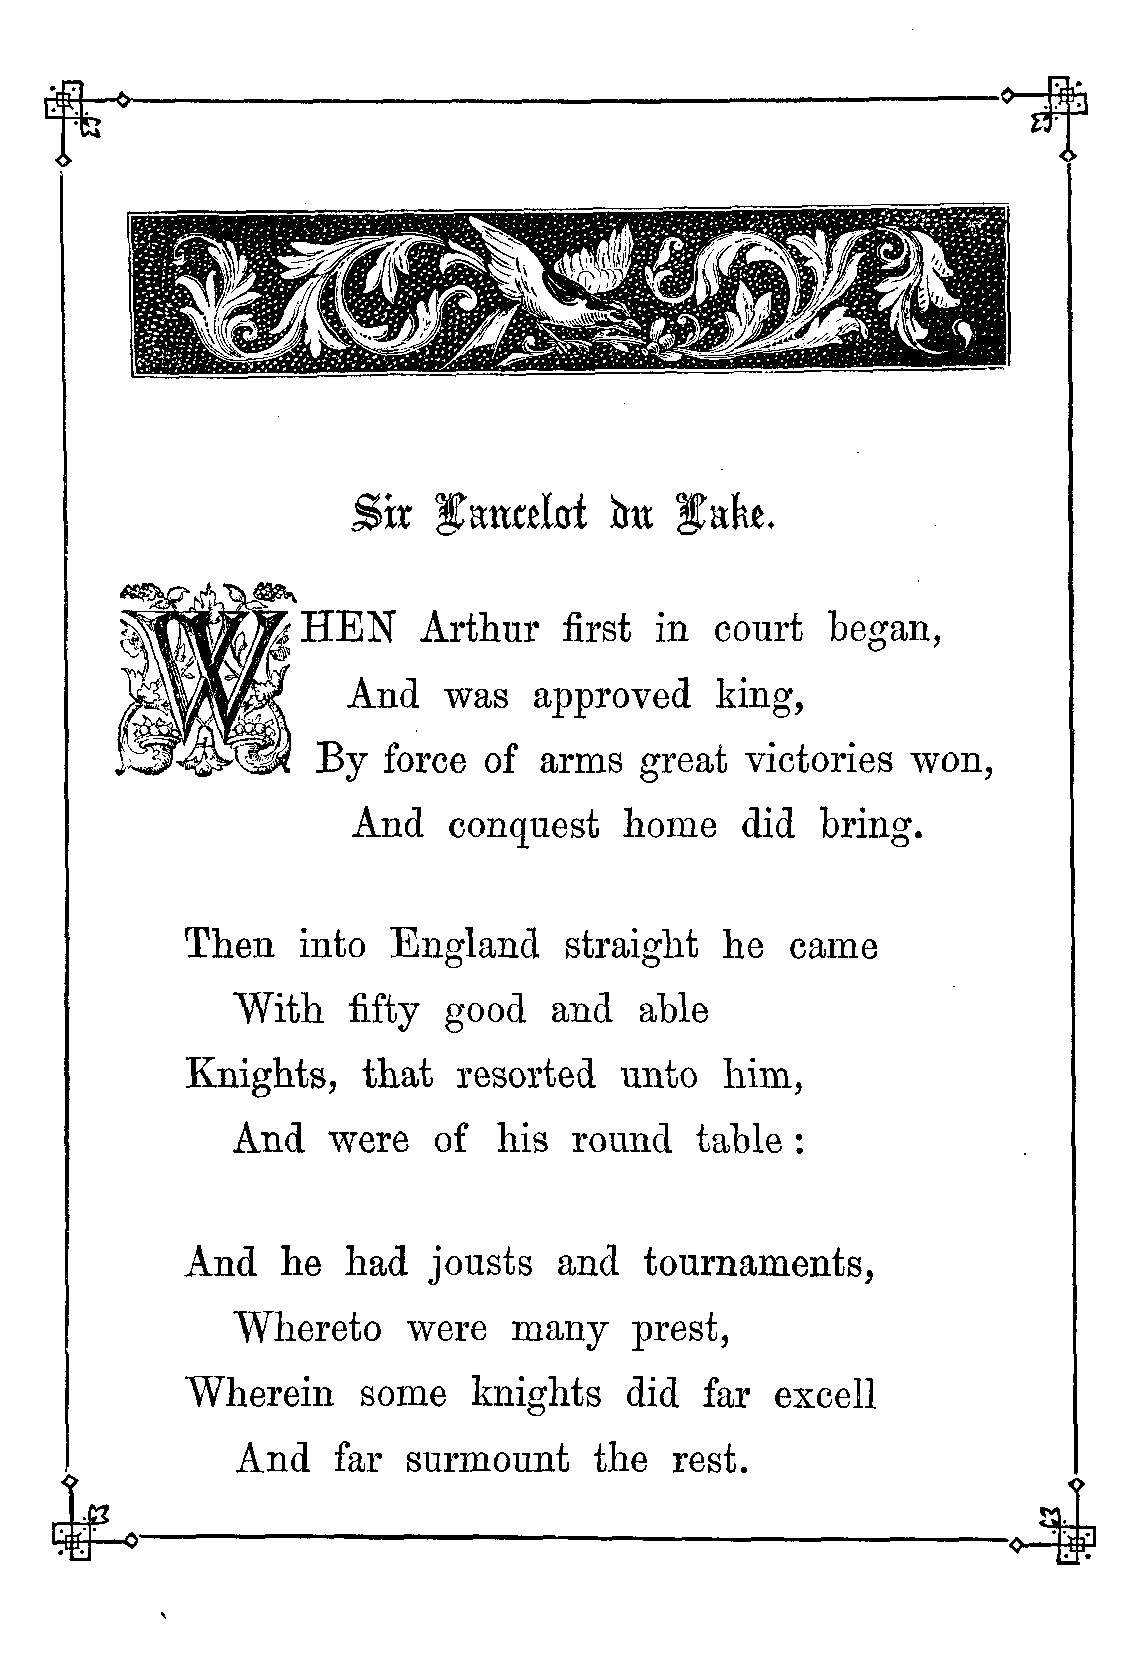 Sir Lancelot du Lake.
WHEN Arthur first in court began,
And was approved king,
By force of arms great victories won,
And conquest home did bring.
Then into England straight he came
With fifty good and able
Knights, that resorted unto him,
And were of his round table :
And he had jousts and tournaments,
Whereto were many prest,
Wherein some knights did far excell
And far surmount the rest.